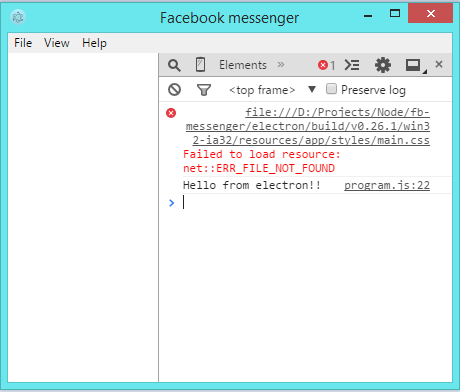 Facebook messenger
File View Help
Elements » 1
<top frame> ▼ Preserve log
file:///D:/Projects/Node/fb-
messenger/electron/build/v0.26.1/win3
2-ia32/resources/app/styles/main.css
Failed to load resource:
net::ERR_FILE_NOT_FOUND
Hello from electron!! program.js:22